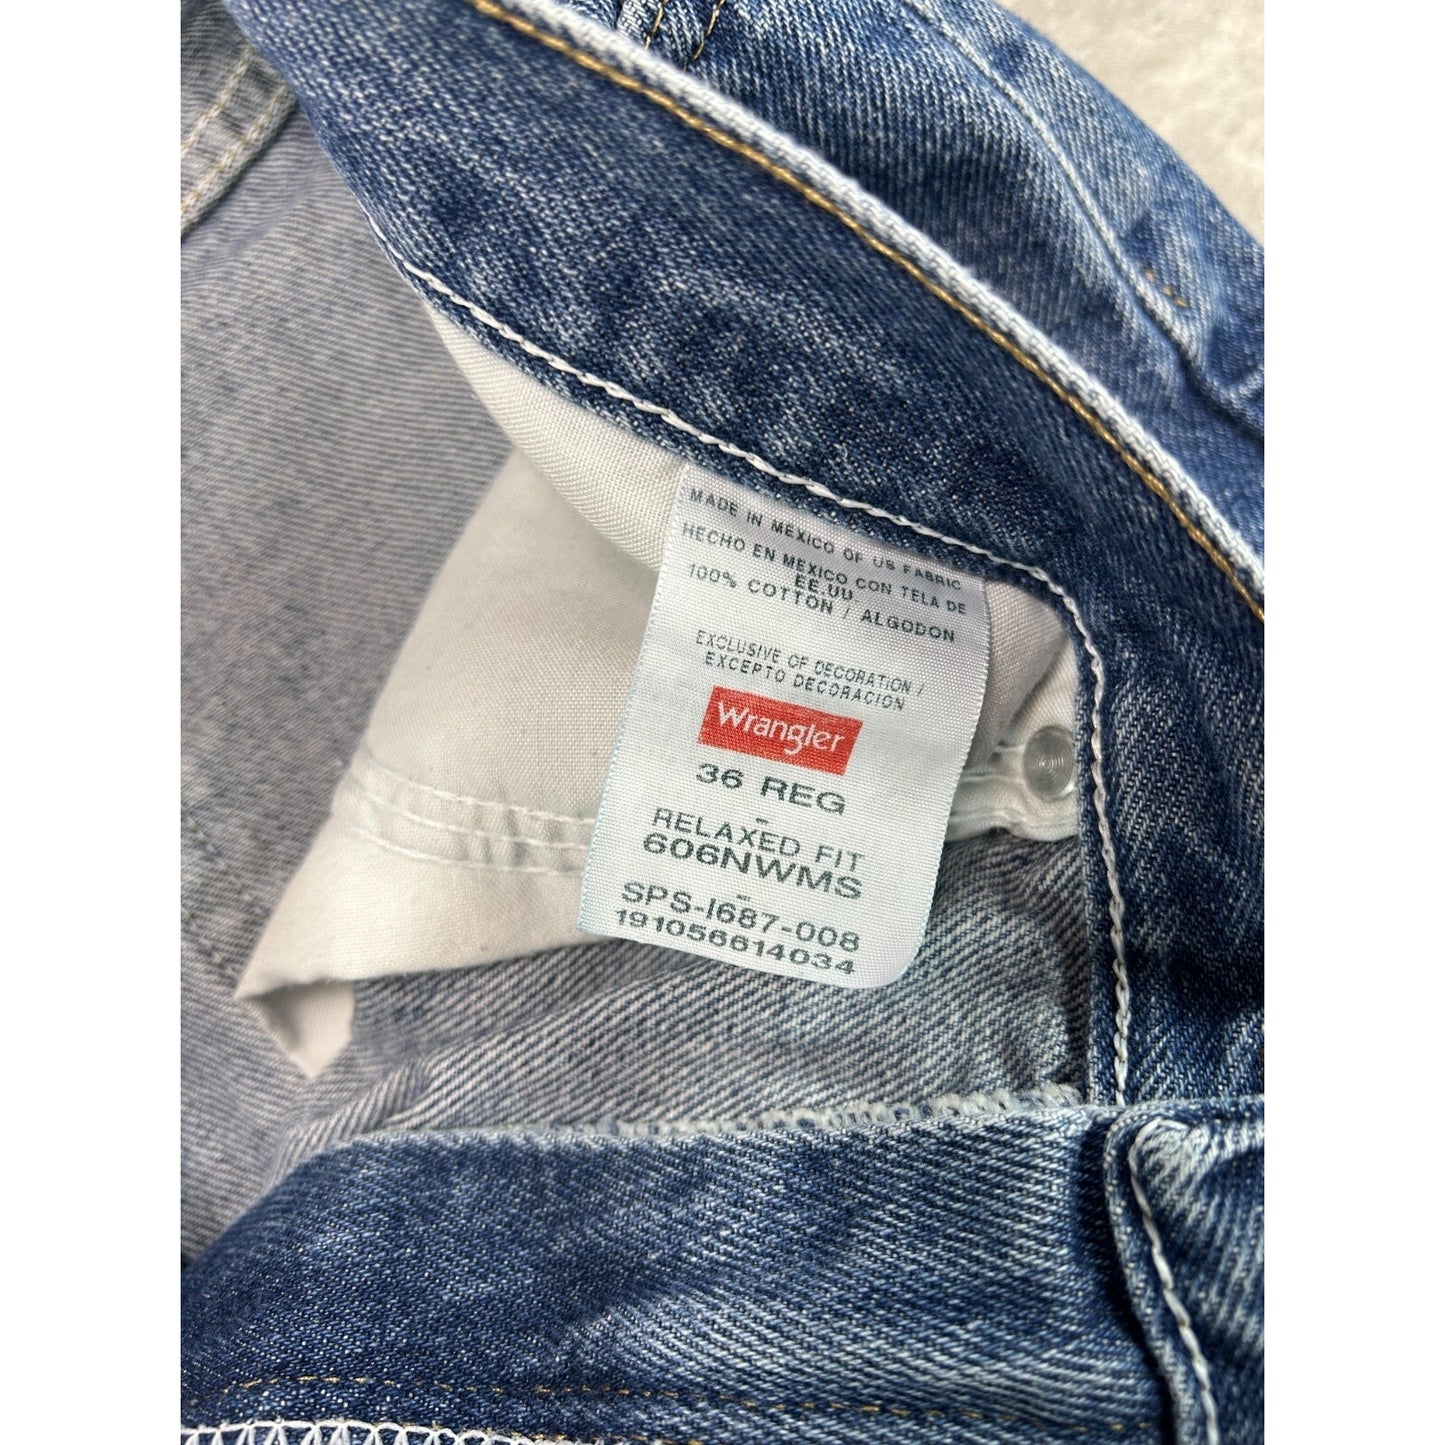 MADE IN MEXICO OF US FABRIC
HECHO EN MEXICO CON TELA DE
EE.UU
100% COTTON / ALGODON
EXCLUSIVE OF DECORATION /
EXCEPTO DECORACION
Wrangler
36 REG
-
RELAXED FIT
606NWMS
-
SPS-I687-008
191056614034